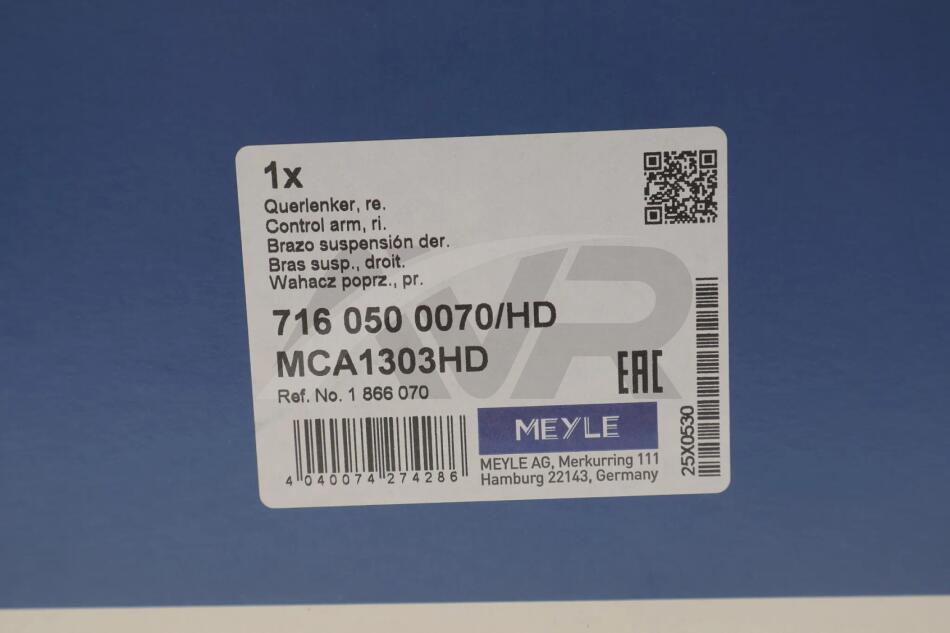 1x
Querlenker, re.
Control arm, ri.
Brazo suspensión der.
Bras susp., droit.
Wahacz poprz., pr.
716 050 0070/HD
MCA1303HD
Ref. No. 1 866 070
EAC
4 040074 274286
MEYLE
MEYLE AG, Merkurring 111
Hamburg 22143, Germany
25X0530
AVR